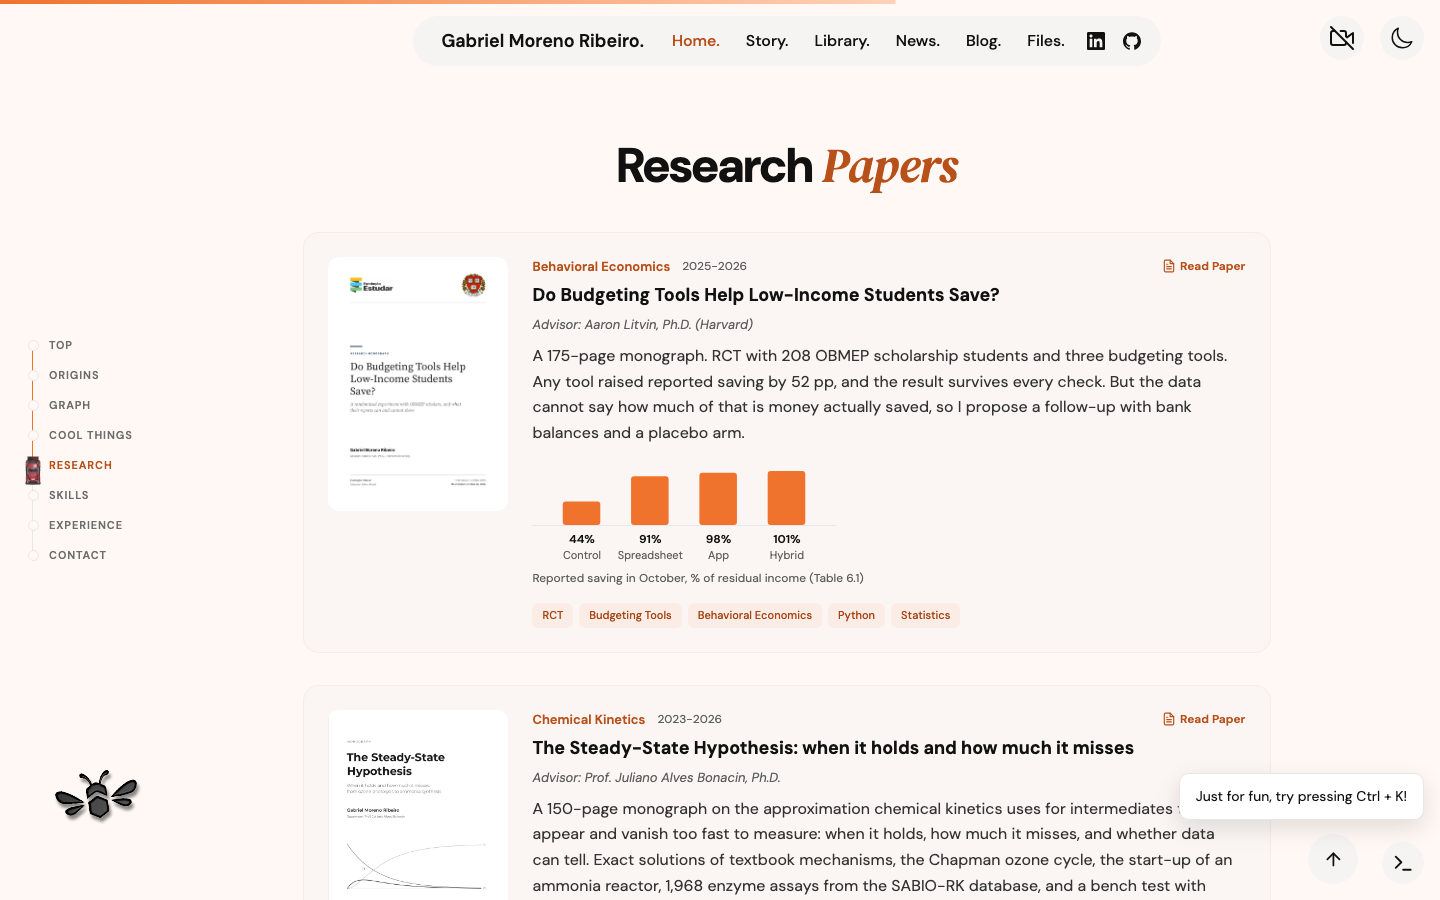 Gabriel Moreno Ribeiro.
Home.
Story.
Library.
News.
Blog.
Files.
Research Papers
TOP
ORIGINS
GRAPH
COOL THINGS
RESEARCH
SKILLS
EXPERIENCE
CONTACT
Estudar
Do Budgeting Tools Help
Low-Income Students
Save?
Gabriel Moreno Ribeiro
Behavioral Economics 2025-2026
Read Paper
Do Budgeting Tools Help Low-Income Students Save?
Advisor: Aaron Litvin, Ph.D. (Harvard)
A 175-page monograph. RCT with 208 OBMEP scholarship students and three budgeting tools.
Any tool raised reported saving by 52 pp, and the result survives every check. But the data
cannot say how much of that is money actually saved, so I propose a follow-up with bank
balances and a placebo arm.
44% 91% 98% 101%
Control Spreadsheet App Hybrid
Reported saving in October, % of residual income (Table 6.1)
RCT
Budgeting Tools
Behavioral Economics
Python
Statistics
The Steady-State
Hypothesis
Gabriel Moreno Ribeiro
Chemical Kinetics 2023-2026
Read Paper
The Steady-State Hypothesis: when it holds and how much it misses
Advisor: Prof. Juliano Alves Bonacin, Ph.D.
A 150-page monograph on the approximation chemical kinetics uses for intermediates
appear and vanish too fast to measure: when it holds, how much it misses, and whether data
can tell. Exact solutions of textbook mechanisms, the Chapman ozone cycle, the start-up of an
ammonia reactor, 1,968 enzyme assays from the SABIO-RK database, and a bench test with
Just for fun, try pressing Ctrl + K!